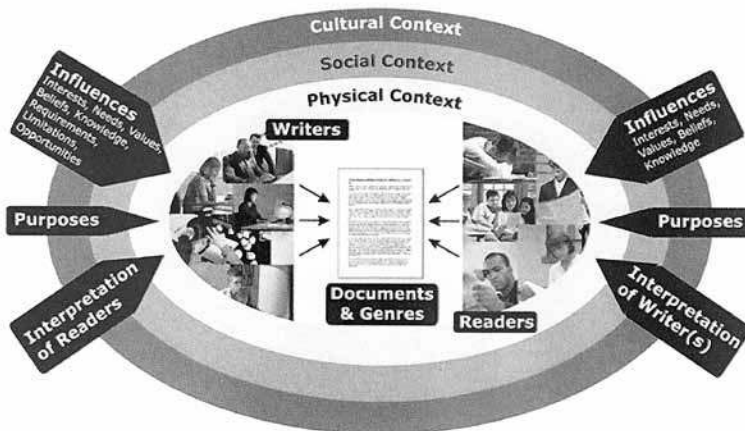 Cultural Context
Social Context
Physical Context
Influences
Interests, Needs, Values,
Beliefs, Knowledge,
Requirements,
Limitations,
Opportunities
Purposes
Interpretation
of Readers
Writers
Documents
& Genres
Readers
Influences
Interests, Needs,
Values, Beliefs,
Knowledge
Purposes
Interpretation
of Writer(s)